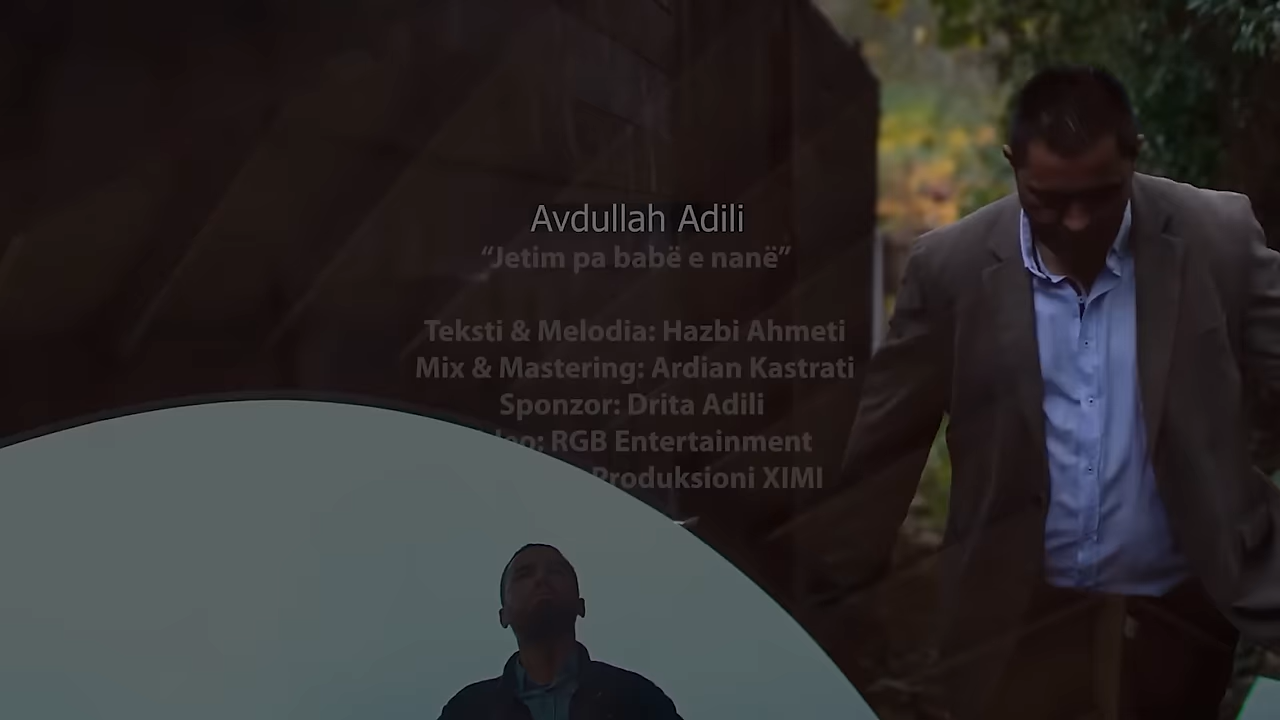 Avdullah Adili
“Jetim pa babë e nanë”
Teksti & Melodia: Hazbi Ahmeti
Mix & Mastering: Ardian Kastrati
Sponzor: Drita Adili
RGB Entertainment
Produksioni XIMI